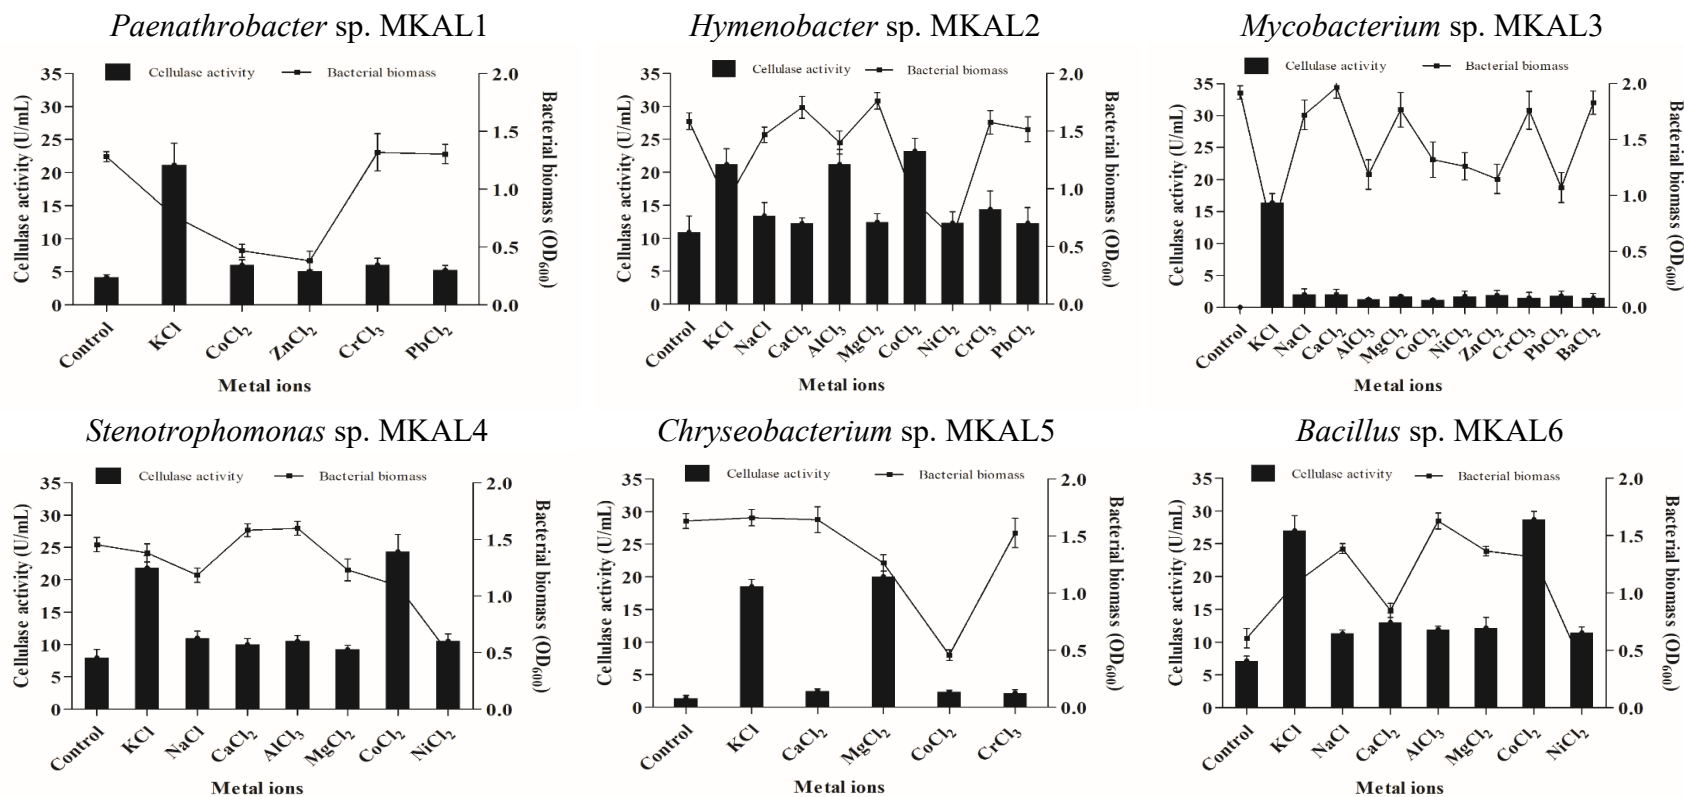 Paenathrobacter sp. MKAL1
Cellulase activity
Bacterial biomass
Cellulase activity (U/mL)
35
30
25
20
15
10
5
0
2.0
1.5
1.0
0.5
0.0
Bacterial biomass (OD600)
Control
KCl
CoCl2
ZnCl2
CrCl3
PbCl2
Metal ions
Hymenobacter sp. MKAL2
Cellulase activity
Bacterial biomass
Cellulase activity (U/mL)
35
30
25
20
15
10
5
0
2.0
1.5
1.0
0.5
0.0
Bacterial biomass (OD600)
Control
KCl
NaCl
CaCl2
AlCl3
MgCl2
CoCl2
NiCl2
CrCl3
PbCl2
Metal ions
Mycobacterium sp. MKAL3
Cellulase activity
Bacterial biomass
Cellulase activity (U/mL)
35
30
25
20
15
10
5
0
2.0
1.5
1.0
0.5
0.0
Bacterial biomass (OD600)
Control
KCl
NaCl
CaCl2
AlCl3
MgCl2
CoCl2
NiCl2
ZnCl2
CrCl3
PbCl2
BaCl2
Metal ions
Stenotrophomonas sp. MKAL4
Cellulase activity
Bacterial biomass
Cellulase activity (U/mL)
35
30
25
20
15
10
5
0
2.0
1.5
1.0
0.5
0.0
Bacterial biomass (OD600)
Control
KCl
NaCl
CaCl2
AlCl3
MgCl2
CoCl2
NiCl2
Metal ions
Chryseobacterium sp. MKAL5
Cellulase activity
Bacterial biomass
Cellulase activity (U/mL)
35
30
25
20
15
10
5
0
2.0
1.5
1.0
0.5
0.0
Bacterial biomass (OD600)
Control
KCl
CaCl2
MgCl2
CoCl2
CrCl3
Metal ions
Bacillus sp. MKAL6
Cellulase activity
Bacterial biomass
Cellulase activity (U/mL)
35
30
25
20
15
10
5
0
2.0
1.5
1.0
0.5
0.0
Bacterial biomass (OD600)
Control
KCl
NaCl
CaCl2
AlCl3
MgCl2
CoCl2
NiCl2
Metal ions